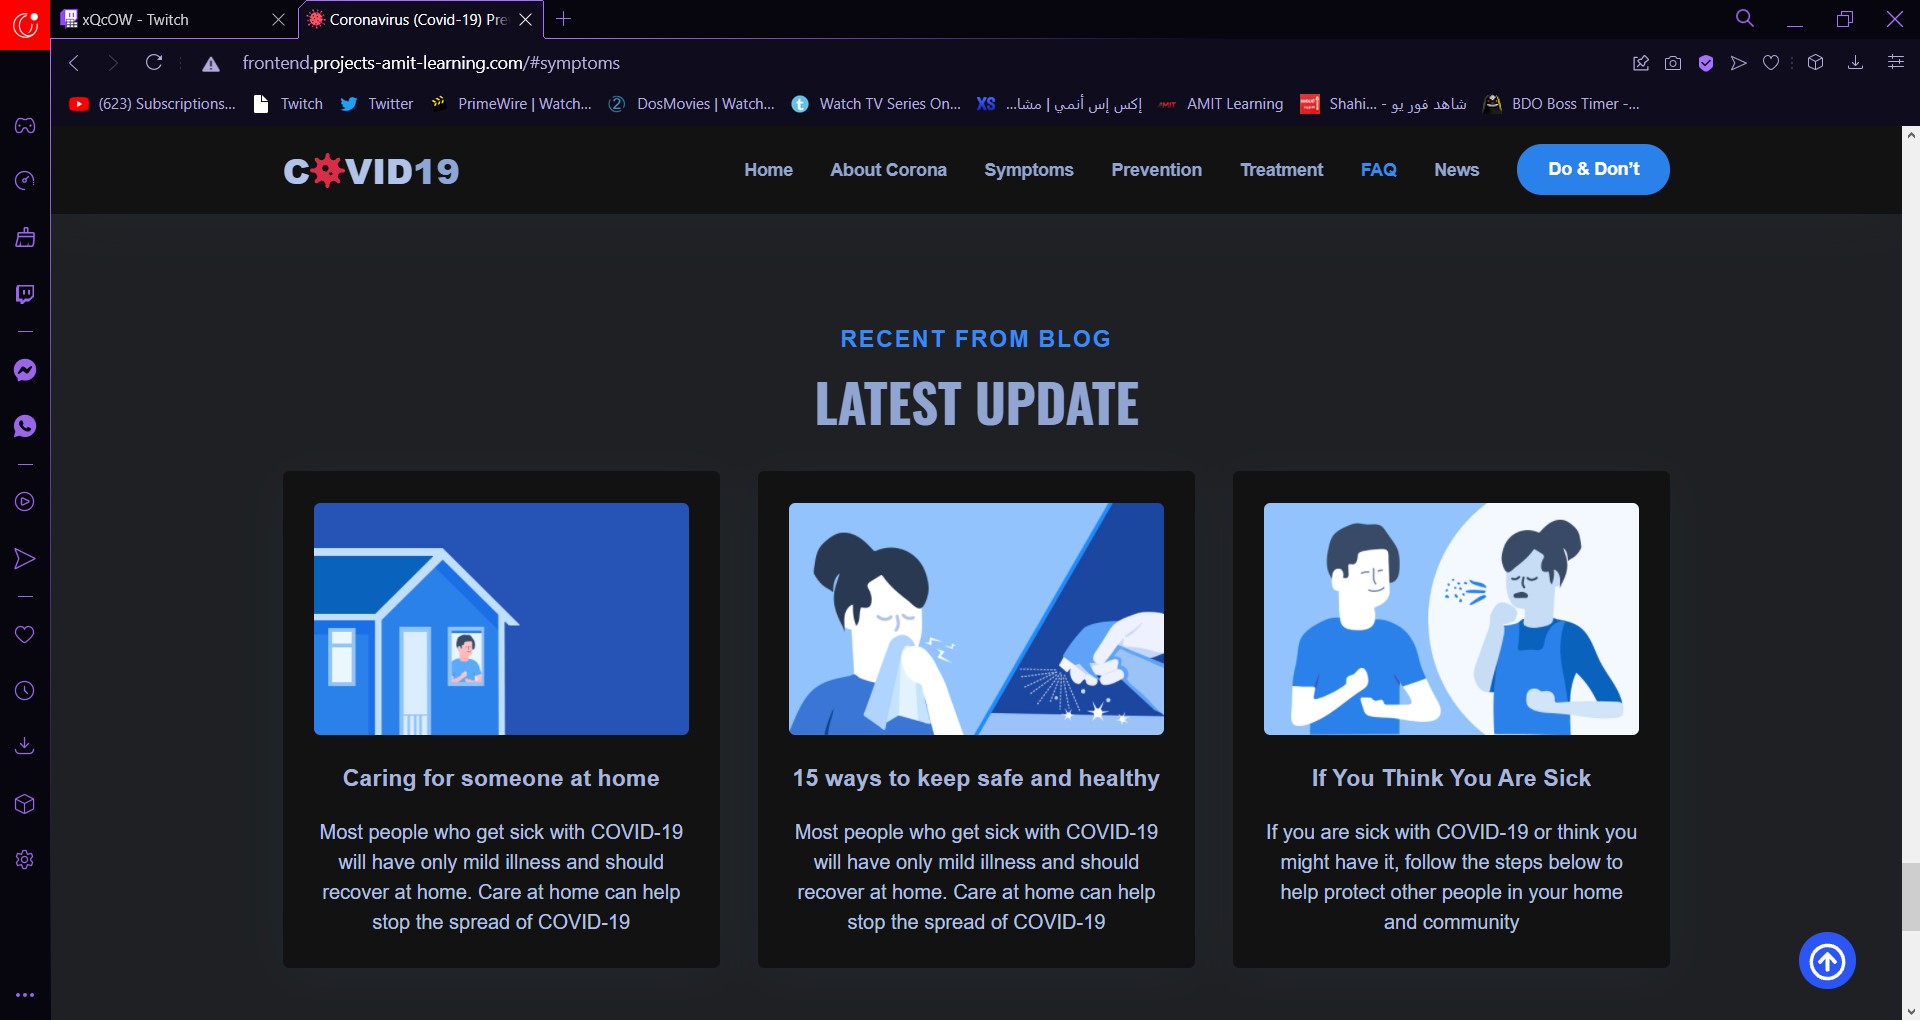 xQcOW - Twitch
Coronavirus (Covid-19) Pre
frontend.projects-amit-learning.com/#symptoms
(623) Subscriptions...
Twitch
Twitter
PrimeWire | Watch...
DosMovies | Watch...
Watch TV Series On...
XS
إكس إس أنمي | مشا...
AMIT
AMIT Learning
Shahi... - شاهد فور يو
BDO Boss Timer -...
COVID19
Home
About Corona
Symptoms
Prevention
Treatment
FAQ
News
Do & Don't
RECENT FROM BLOG
LATEST UPDATE
Caring for someone at home
Most people who get sick with COVID-19
will have only mild illness and should
recover at home. Care at home can help
stop the spread of COVID-19
15 ways to keep safe and healthy
Most people who get sick with COVID-19
will have only mild illness and should
recover at home. Care at home can help
stop the spread of COVID-19
If You Think You Are Sick
If you are sick with COVID-19 or think you
might have it, follow the steps below to
help protect other people in your home
and community